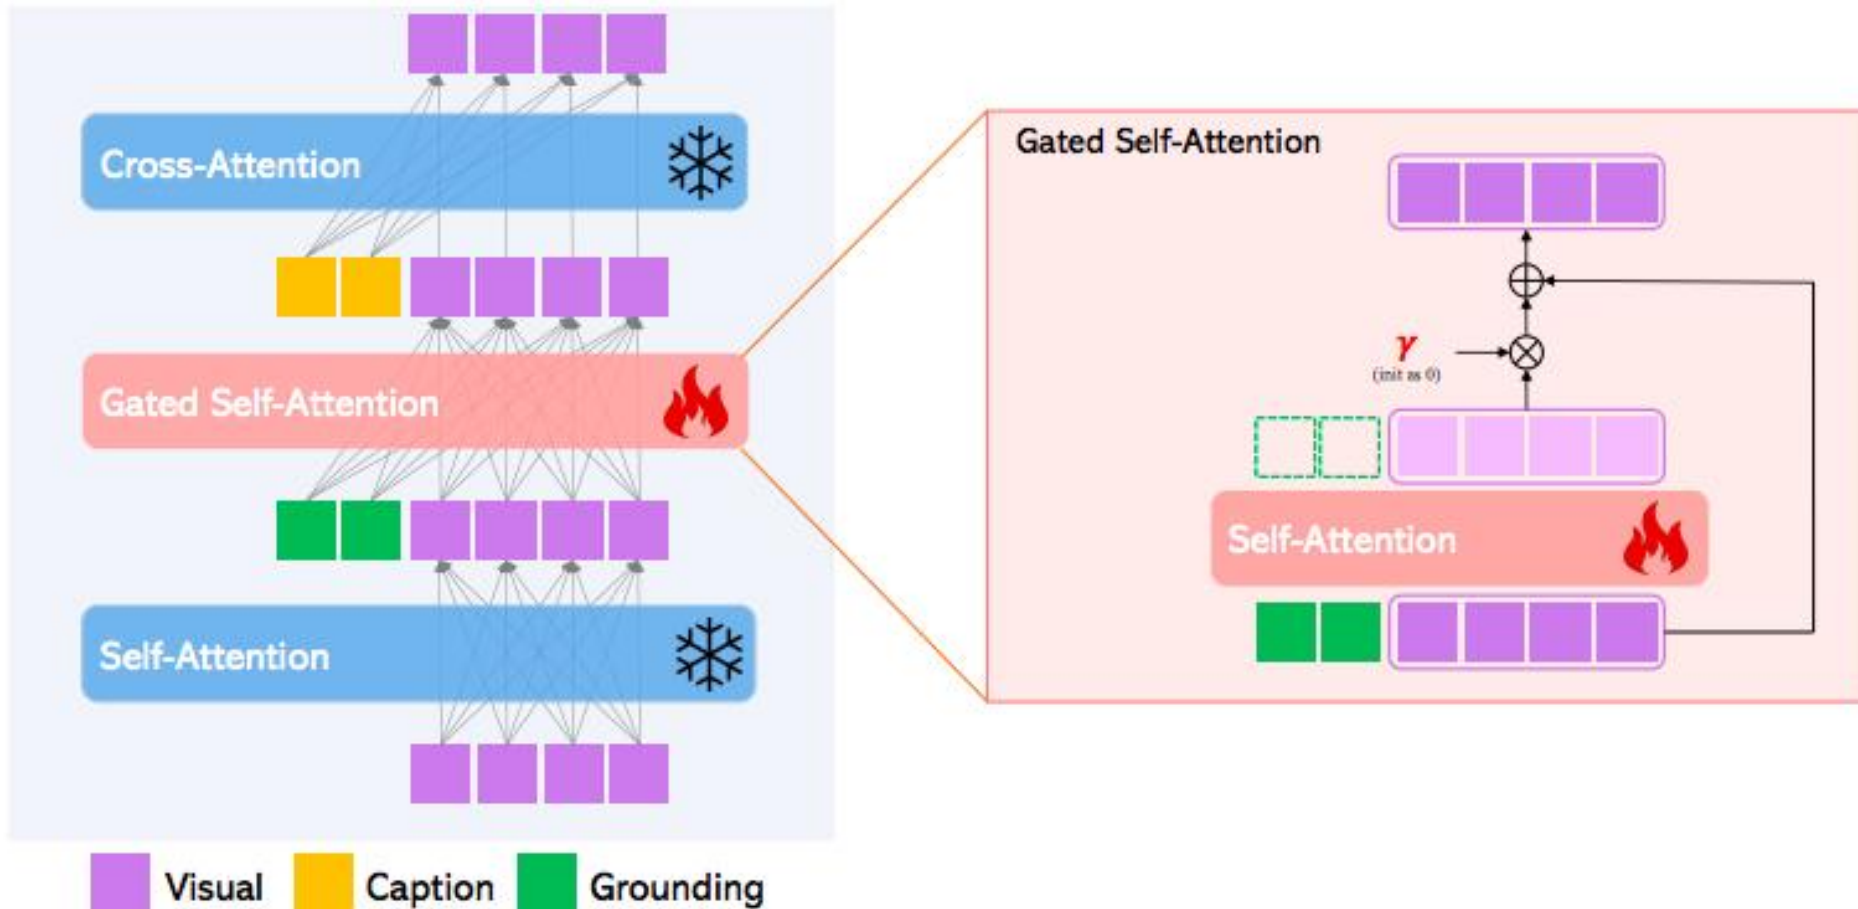 Cross-Attention
Gated Self-Attention
Self-Attention
Visual
Caption
Grounding
Gated Self-Attention
γ
(init as 0)
Self-Attention